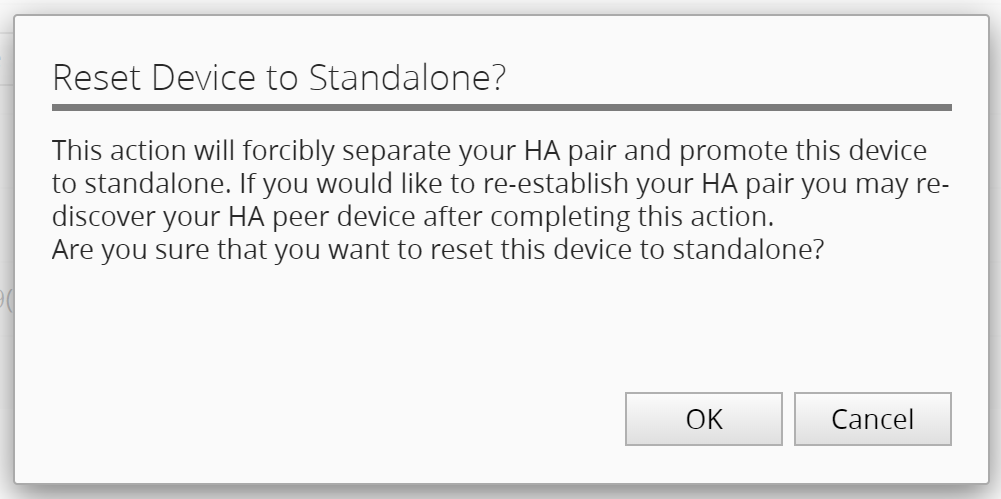 Reset Device to Standalone?
This action will forcibly separate your HA pair and promote this device
to standalone. If you would like to re-establish your HA pair you may re-
discover your HA peer device after completing this action.
Are you sure that you want to reset this device to standalone?
OK
Cancel